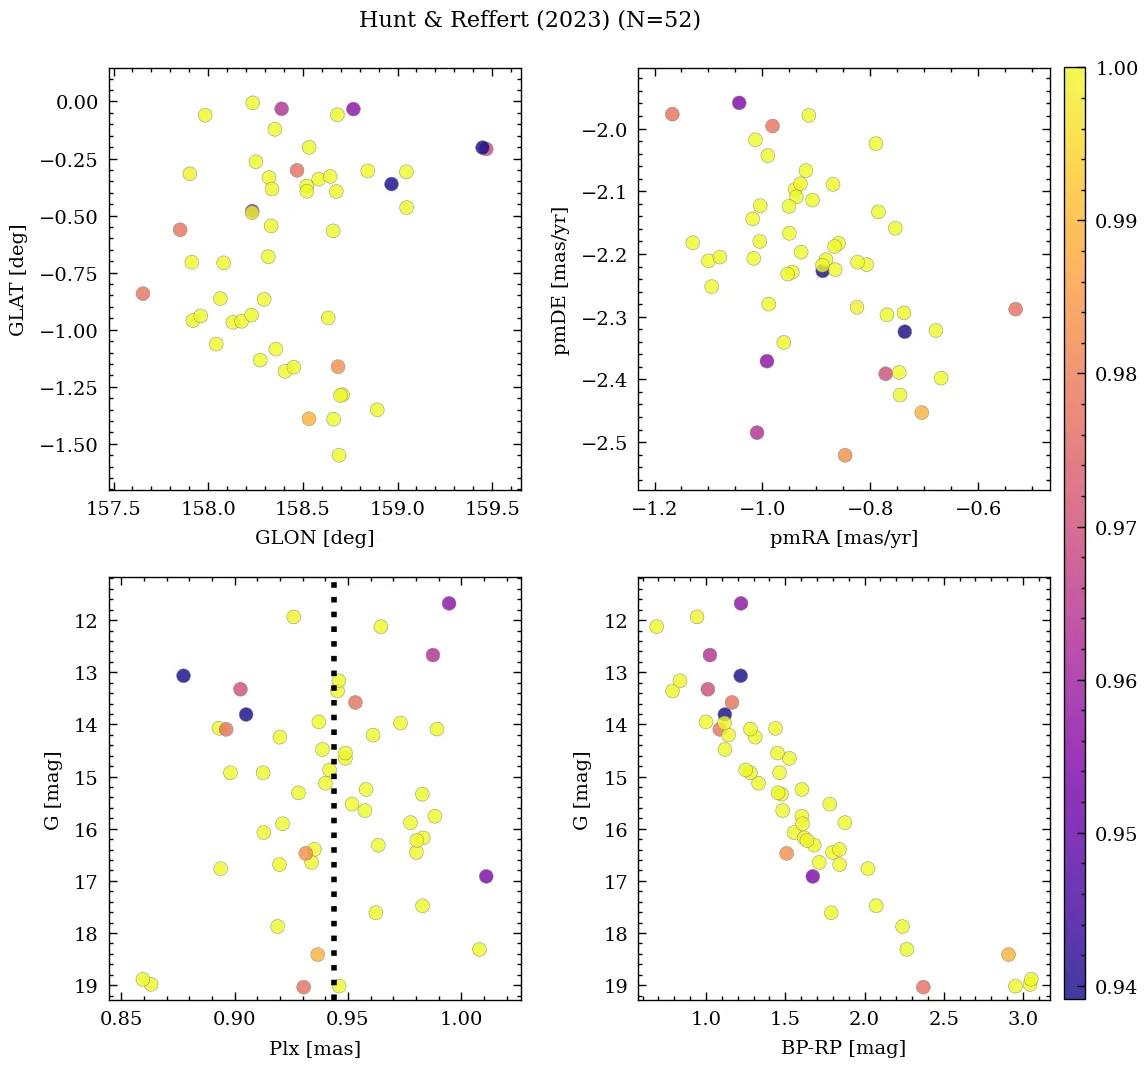 Hunt & Reffert (2023) (N=52)
0.00
−0.25
−0.50
−0.75
−1.00
−1.25
−1.50
GLAT [deg]
157.5 158.0 158.5 159.0 159.5
GLON [deg]
−2.0
−2.1
−2.2
−2.3
−2.4
−2.5
pmDE [mas/yr]
−1.2 −1.0 −0.8 −0.6
pmRA [mas/yr]
12
13
14
15
16
17
18
19
G [mag]
0.85 0.90 0.95 1.00
Plx [mas]
12
13
14
15
16
17
18
19
G [mag]
1.0 1.5 2.0 2.5 3.0
BP-RP [mag]
1.00
0.99
0.98
0.97
0.96
0.95
0.94